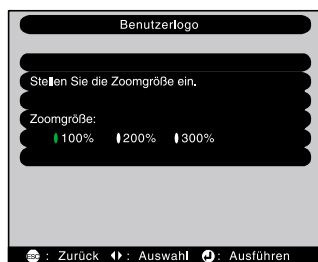 Benutzerlogo
Stellen Sie die Zoomgröße ein.
Zoomgröße:
100% 200% 300%
ESC : Zurück : Auswahl : Ausführen